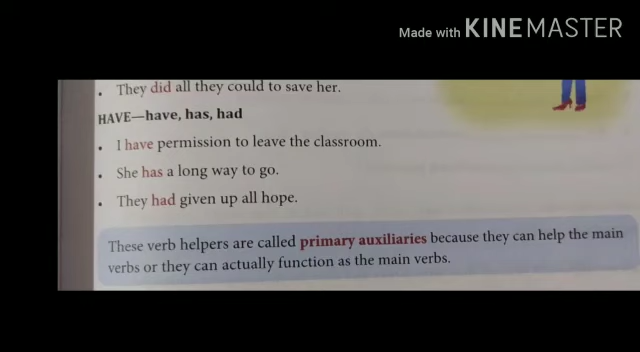 Made with KINEMASTER
• They did all they could to save her.
HAVE—have, has, had
• I have permission to leave the classroom.
• She has a long way to go.
• They had given up all hope.
These verb helpers are called primary auxiliaries because they can help the main
verbs or they can actually function as the main verbs.